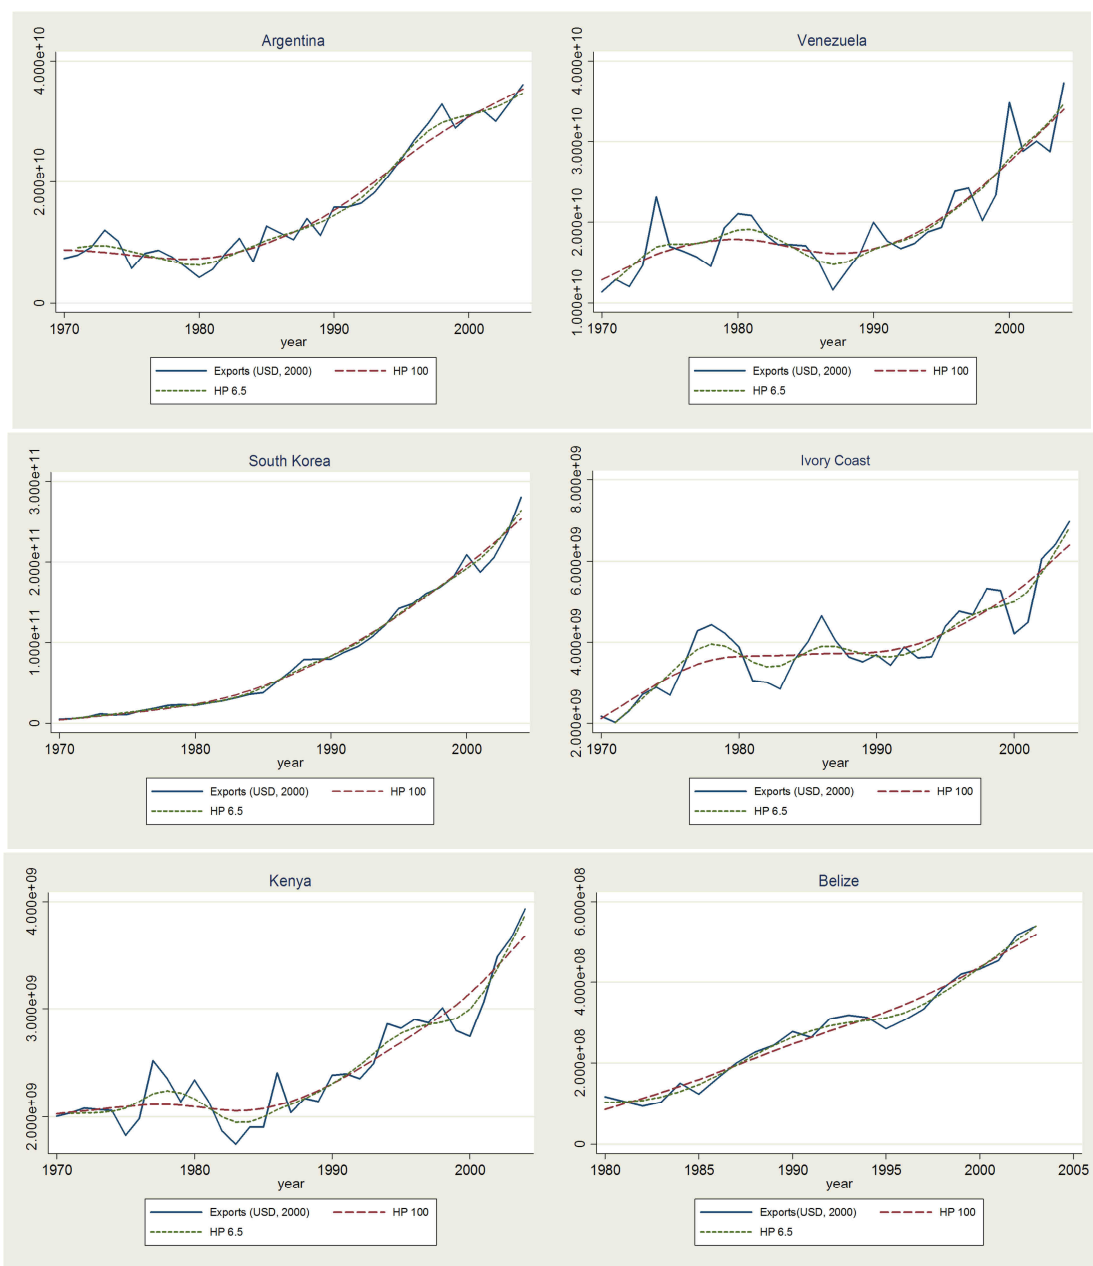 Argentina
4.000e+10
2.000e+10
0
1970 1980 1990 2000
year
Exports (USD, 2000) HP 100
HP 6.5
Venezuela
4.000e+10
3.000e+10
2.000e+10
1.000e+10
1970 1980 1990 2000
year
Exports (USD, 2000) HP 100
HP 6.5
South Korea
3.000e+11
2.000e+11
1.000e+11
0
1970 1980 1990 2000
year
Exports (USD, 2000) HP 100
HP 6.5
Ivory Coast
8.000e+09
6.000e+09
4.000e+09
2.000e+09
1970 1980 1990 2000
year
Exports (USD, 2000) HP 100
HP 6.5
Kenya
4.000e+09
3.000e+09
2.000e+09
1970 1980 1990 2000
year
Exports (USD, 2000) HP 100
HP 6.5
Belize
6.000e+08
4.000e+08
2.000e+08
0
1980 1985 1990 1995 2000 2005
year
Exports(USD, 2000) HP 100
HP 6.5